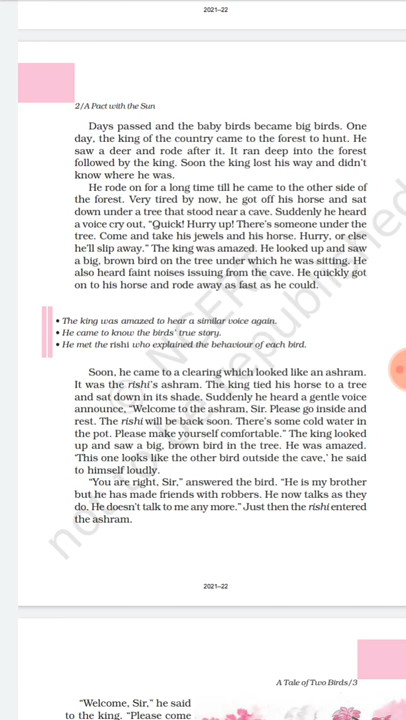 2021–22
2/A Pact with the Sun
Days passed and the baby birds became big birds. One
day, the king of the country came to the forest to hunt. He
saw a deer and rode after it. It ran deep into the forest
followed by the king. Soon the king lost his way and didn't
know where he was.
He rode on for a long time till he came to the other side of
the forest. Very tired by now, he got off his horse and sat
down under a tree that stood near a cave. Suddenly he heard
a voice cry out, “Quick! Hurry up! There's someone under the
tree. Come and take his jewels and his horse. Hurry, or else
he'll slip away.” The king was amazed. He looked up and saw
a big, brown bird on the tree under which he was sitting. He
also heard faint noises issuing from the cave. He quickly got
on to his horse and rode away as fast as he could.
• The king was amazed to hear a similar voice again.
• He came to know the birds' true story.
• He met the rishi who explained the behaviour of each bird.
Soon, he came to a clearing which looked like an ashram.
It was the rishi's ashram. The king tied his horse to a tree
and sat down in its shade. Suddenly he heard a gentle voice
announce, “Welcome to the ashram, Sir. Please go inside and
rest. The rishi will be back soon. There's some cold water in
the pot. Please make yourself comfortable.” The king looked
up and saw a big, brown bird in the tree. He was amazed.
‘This one looks like the other bird outside the cave,’ he said
to himself loudly.
“You are right, Sir,” answered the bird. “He is my brother
but he has made friends with robbers. He now talks as they
do. He doesn't talk to me any more.” Just then the rishi entered
the ashram.
© NCERT
not to be republished
2021–22
A Tale of Two Birds/3
“Welcome, Sir,” he said
to the king. “Please come